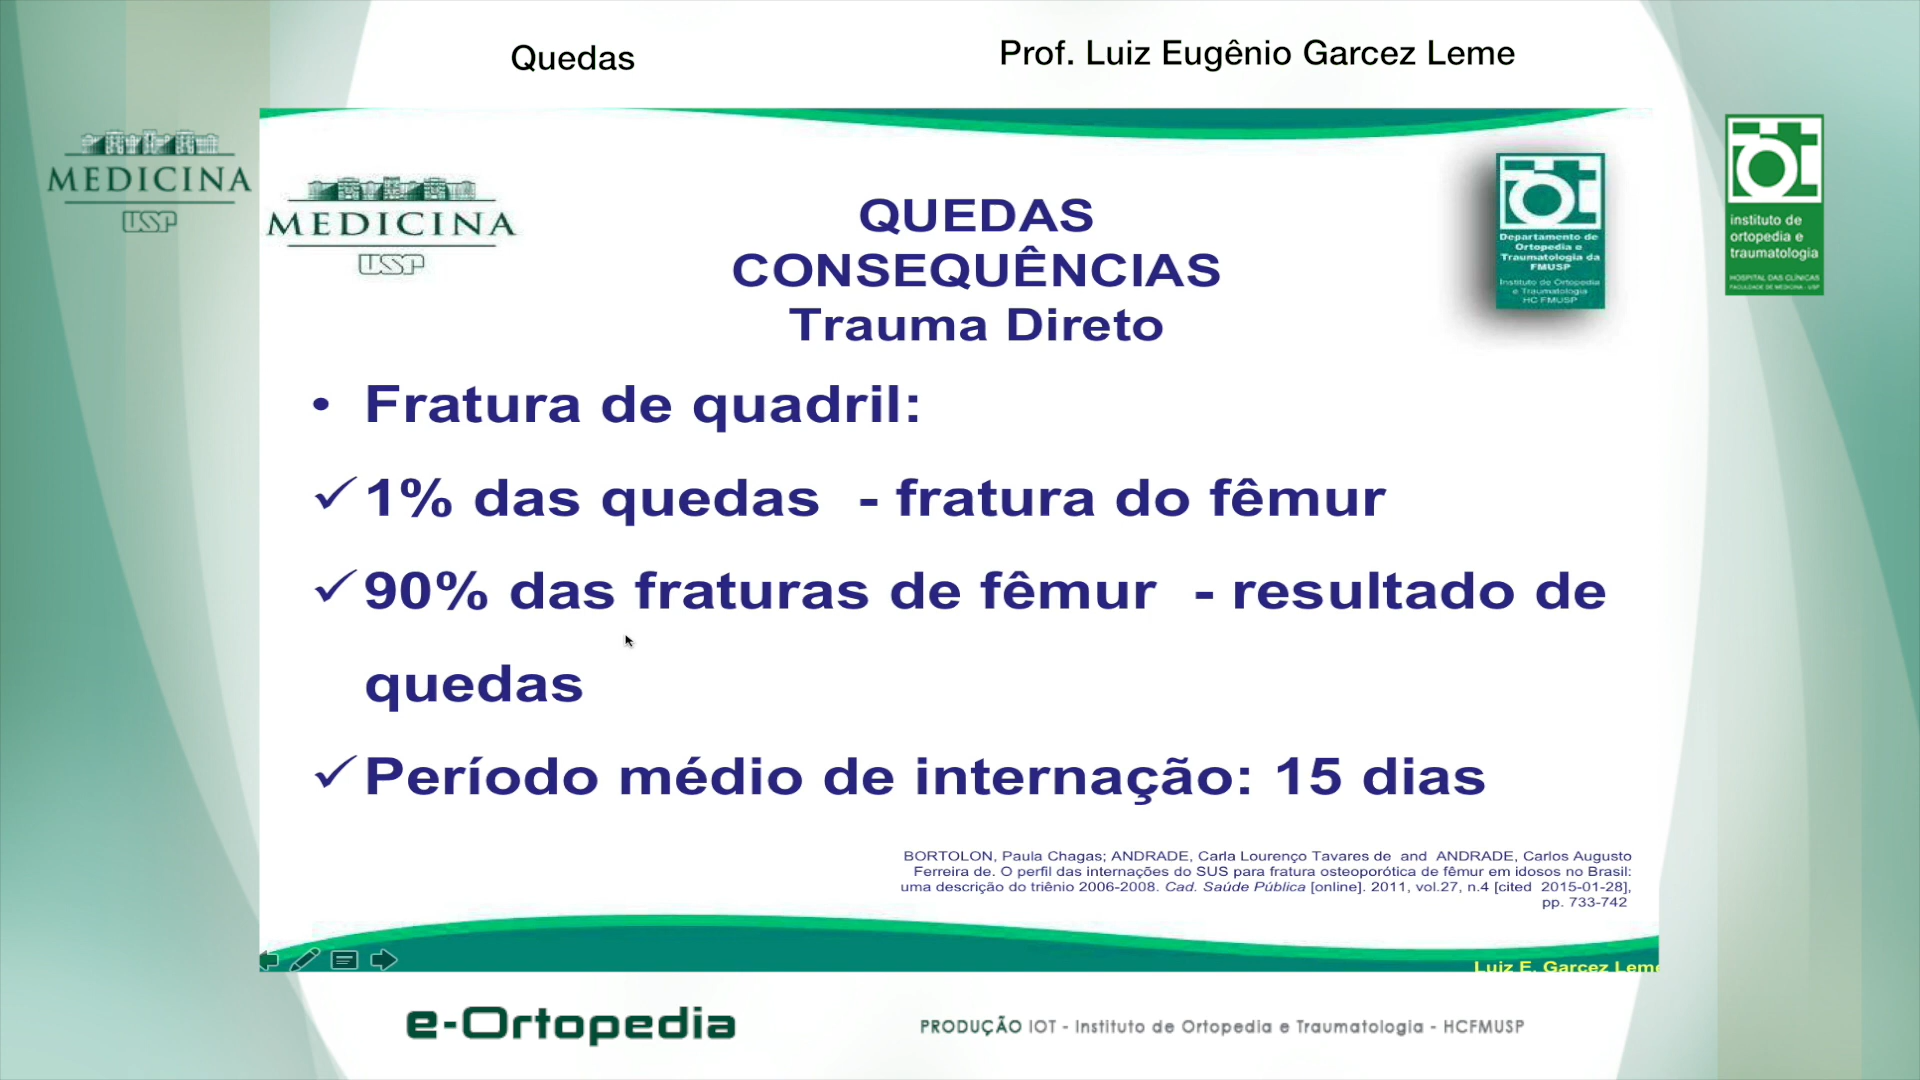 Quedas
Prof. Luiz Eugênio Garcez Leme
MEDICINA
USP
MEDICINA
USP
QUEDAS
CONSEQUÊNCIAS
Trauma Direto
Departamento de
Ortopedia e
Traumatologia da
FMUSP
Instituto de Ortopedia
e Traumatologia
HC FMUSP
instituto de
ortopedia e
traumatologia
HOSPITAL DAS CLÍNICAS
FACULDADE DE MEDICINA - USP
• Fratura de quadril:
✓1% das quedas - fratura do fêmur
✓90% das fraturas de fêmur - resultado de
quedas
✓Período médio de internação: 15 dias
BORTOLON, Paula Chagas; ANDRADE, Carla Lourenço Tavares de and ANDRADE, Carlos Augusto
Ferreira de. O perfil das internações do SUS para fratura osteoporótica de fêmur em idosos no Brasil:
uma descrição do triênio 2006-2008. Cad. Saúde Pública [online]. 2011, vol.27, n.4 [cited 2015-01-28],
pp. 733-742
Luiz E. Garcez Leme
e-Ortopedia
PRODUÇÃO IOT - Instituto de Ortopedia e Traumatologia - HCFMUSP